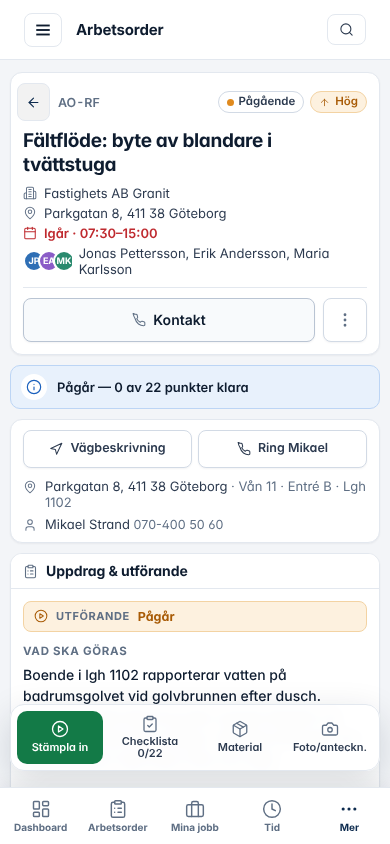 Arbetsorder
AO-RF
Pågående
Hög
Fältflöde: byte av blandare i
tvättstuga
Fastighets AB Granit
Parkgatan 8, 411 38 Göteborg
Igår · 07:30–15:00
JP EA MK
Jonas Pettersson, Erik Andersson, Maria
Karlsson
Kontakt
Pågår — 0 av 22 punkter klara
Vägbeskrivning
Ring Mikael
Parkgatan 8, 411 38 Göteborg · Vån 11 · Entré B · Lgh
1102
Mikael Strand 070-400 50 60
Uppdrag & utförande
UTFÖRANDE Pågår
VAD SKA GÖRAS
Boende i lgh 1102 rapporterar vatten på
badrumsgolvet vid golvbrunnen efter dusch.
Stämpla in
Checklista
0/22
Material
Foto/anteckn.
Dashboard
Arbetsorder
Mina jobb
Tid
Mer